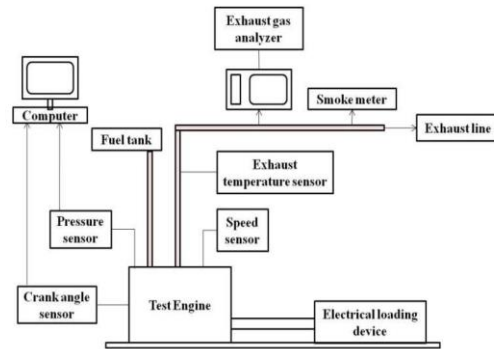 Exhaust gas
analyzer
Smoke meter
Computer
Exhaust line
Fuel tank
Exhaust
temperature sensor
Pressure
sensor
Speed
sensor
Test Engine
Crank angle
sensor
Electrical loading
device